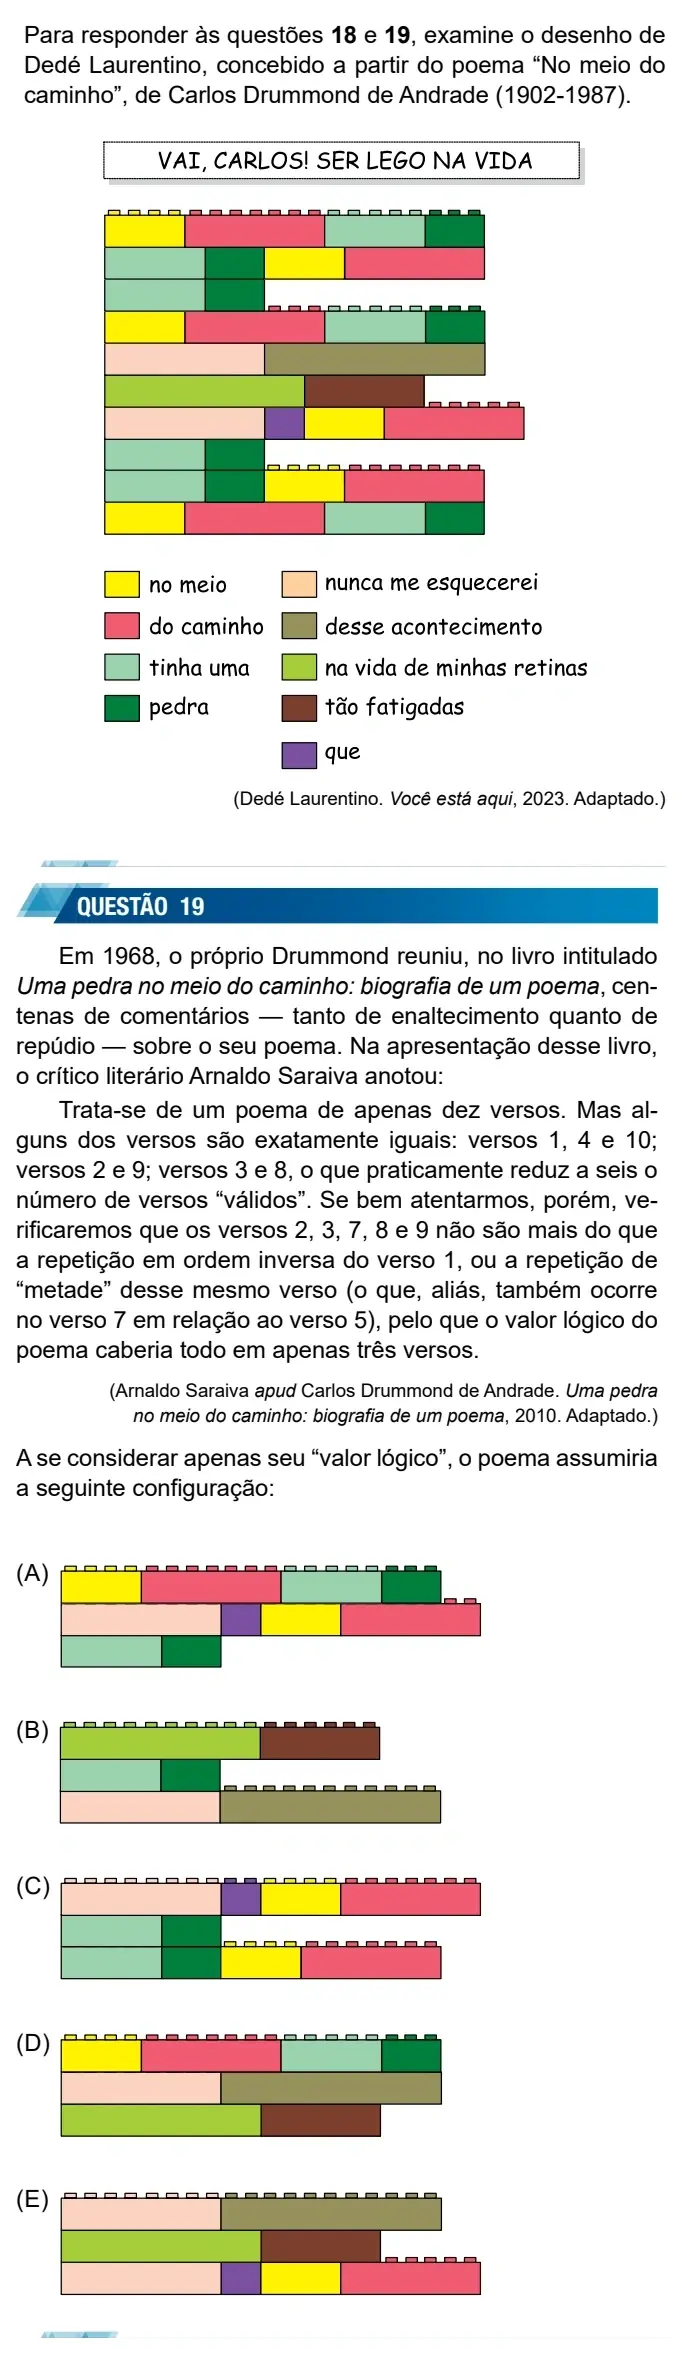 Para responder às questões 18 e 19, examine o desenho de
Dedé Laurentino, concebido a partir do poema “No meio do
caminho”, de Carlos Drummond de Andrade (1902-1987).
VAI, CARLOS! SER LEGO NA VIDA
no meio
nunca me esquecerei
do caminho
desse acontecimento
tinha uma
na vida de minhas retinas
pedra
tão fatigadas
que
(Dedé Laurentino. Você está aqui, 2023. Adaptado.)
QUESTÃO 19
Em 1968, o próprio Drummond reuniu, no livro intitulado
Uma pedra no meio do caminho: biografia de um poema, cen-
tenas de comentários — tanto de enaltecimento quanto de
repúdio — sobre o seu poema. Na apresentação desse livro,
o crítico literário Arnaldo Saraiva anotou:
Trata-se de um poema de apenas dez versos. Mas al-
guns dos versos são exatamente iguais: versos 1, 4 e 10;
versos 2 e 9; versos 3 e 8, o que praticamente reduz a seis o
número de versos “válidos”. Se bem atentarmos, porém, ve-
rificaremos que os versos 2, 3, 7, 8 e 9 não são mais do que
a repetição em ordem inversa do verso 1, ou a repetição de
“metade” desse mesmo verso (o que, aliás, também ocorre
no verso 7 em relação ao verso 5), pelo que o valor lógico do
poema caberia todo em apenas três versos.
(Arnaldo Saraiva apud Carlos Drummond de Andrade. Uma pedra
no meio do caminho: biografia de um poema, 2010. Adaptado.)
A se considerar apenas seu “valor lógico”, o poema assumiria
a seguinte configuração:
(A)
(B)
(C)
(D)
(E)